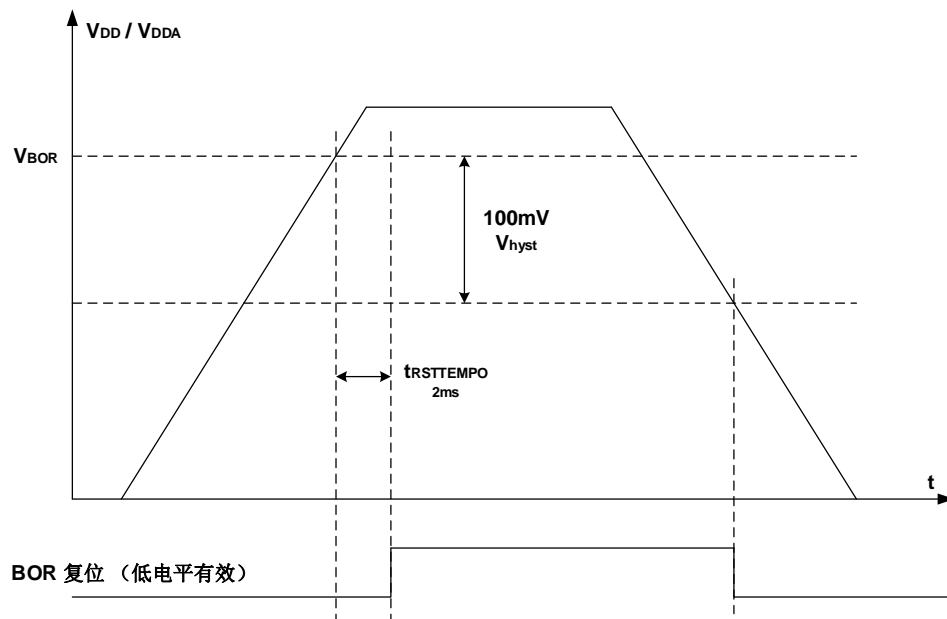 VDD / VDDA
VBOR
100mV
Vhyst
tRSTTEMPO
2ms
t
BOR 复位 （低电平有效）